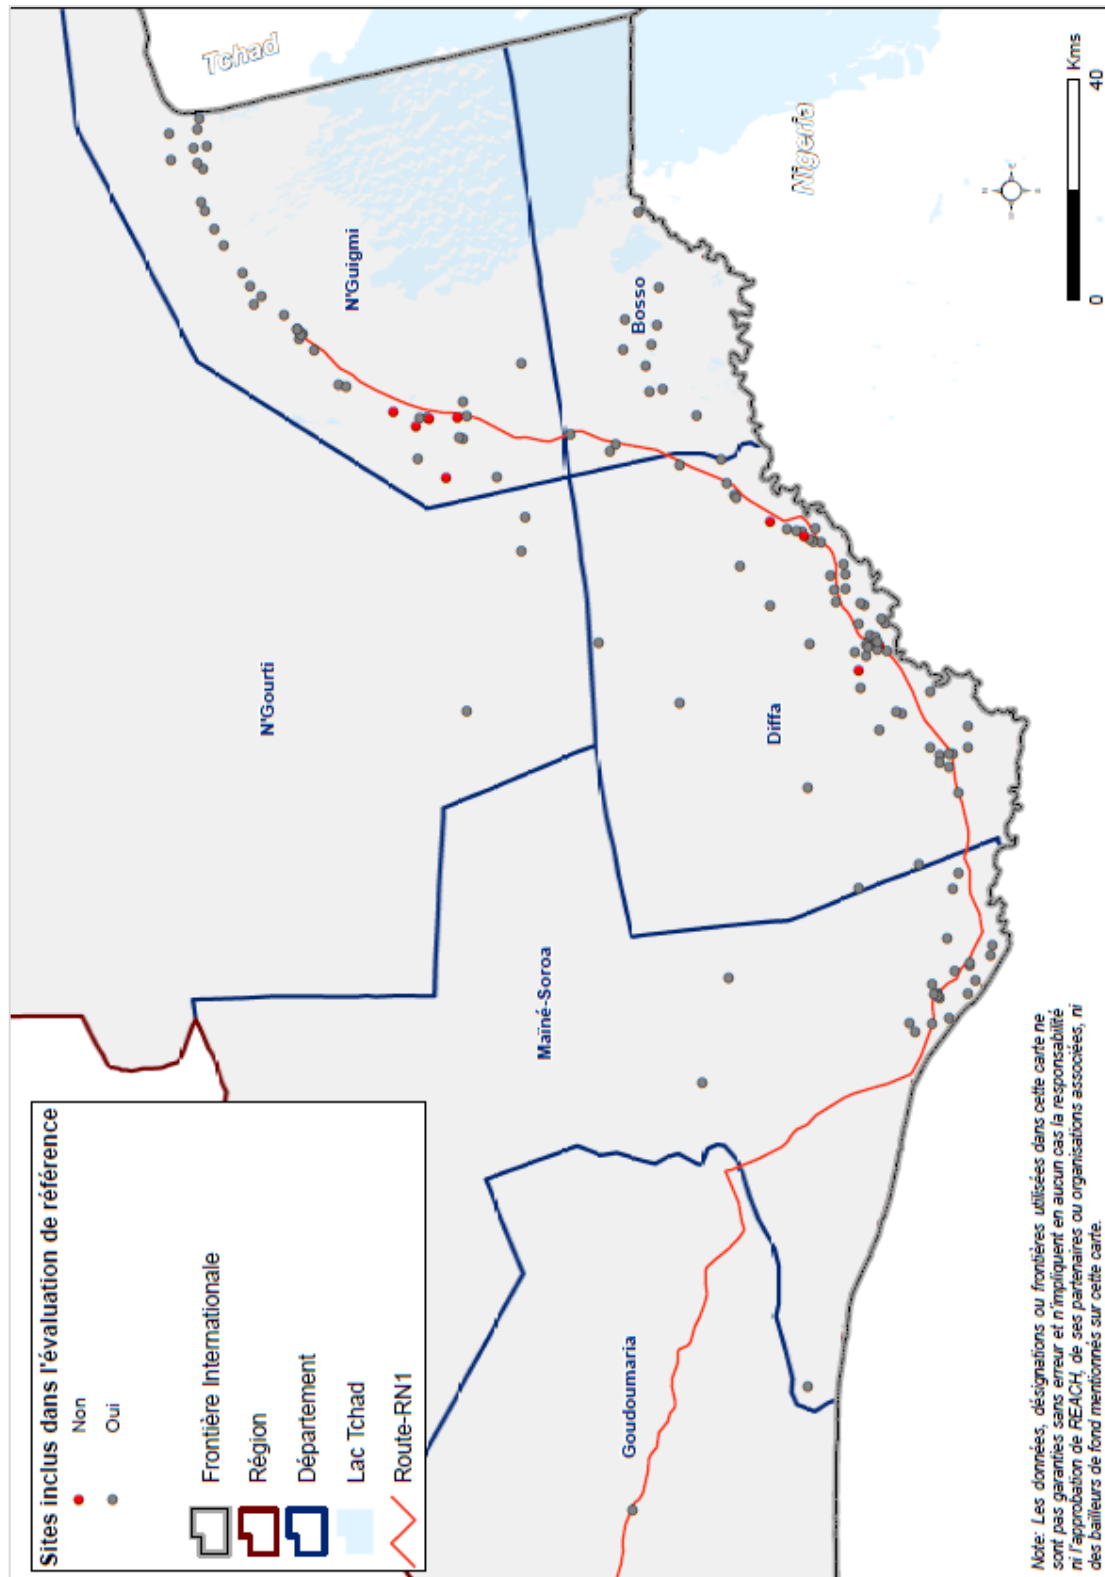 Sites inclus dans l'évaluation de référence
Non
Oui
Frontière Internationale
Région
Département
Lac Tchad
Route-RN1
Tchad
N'Guigmi
N'Gourti
Bosso
Nigeria
Diffa
Maïné-Soroa
Goudoumaria
N
E
S
0
40
Kms
Note: Les données, désignations ou frontières utilisées dans cette carte ne
sont pas garanties sans erreur et n'impliquent en aucun cas la responsabilité
ni l'approbation de REACH, de ses partenaires ou organisations associées, ni
des bailleurs de fond mentionnés sur cette carte.